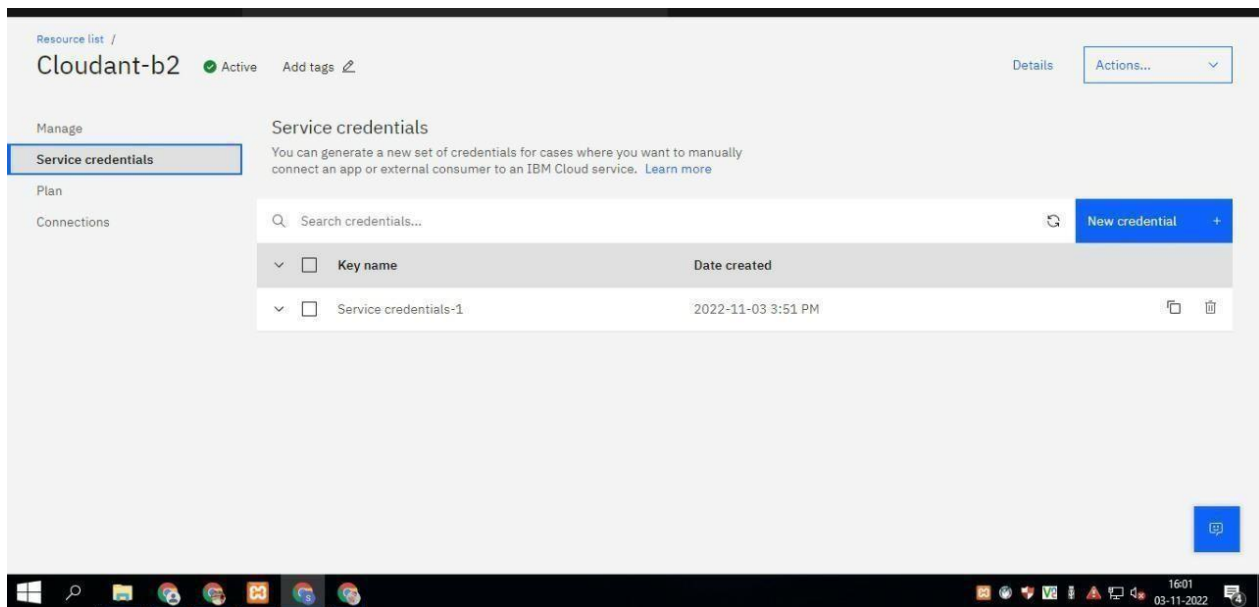 Resource list /
Cloudant-b2 Active Add tags Details Actions...
Manage
Service credentials
Plan
Connections
Service credentials
You can generate a new set of credentials for cases where you want to manually
connect an app or external consumer to an IBM Cloud service. Learn more
Search credentials... New credential +
Key name Date created
Service credentials-1 2022-11-03 3:51 PM
16:01
03-11-2022